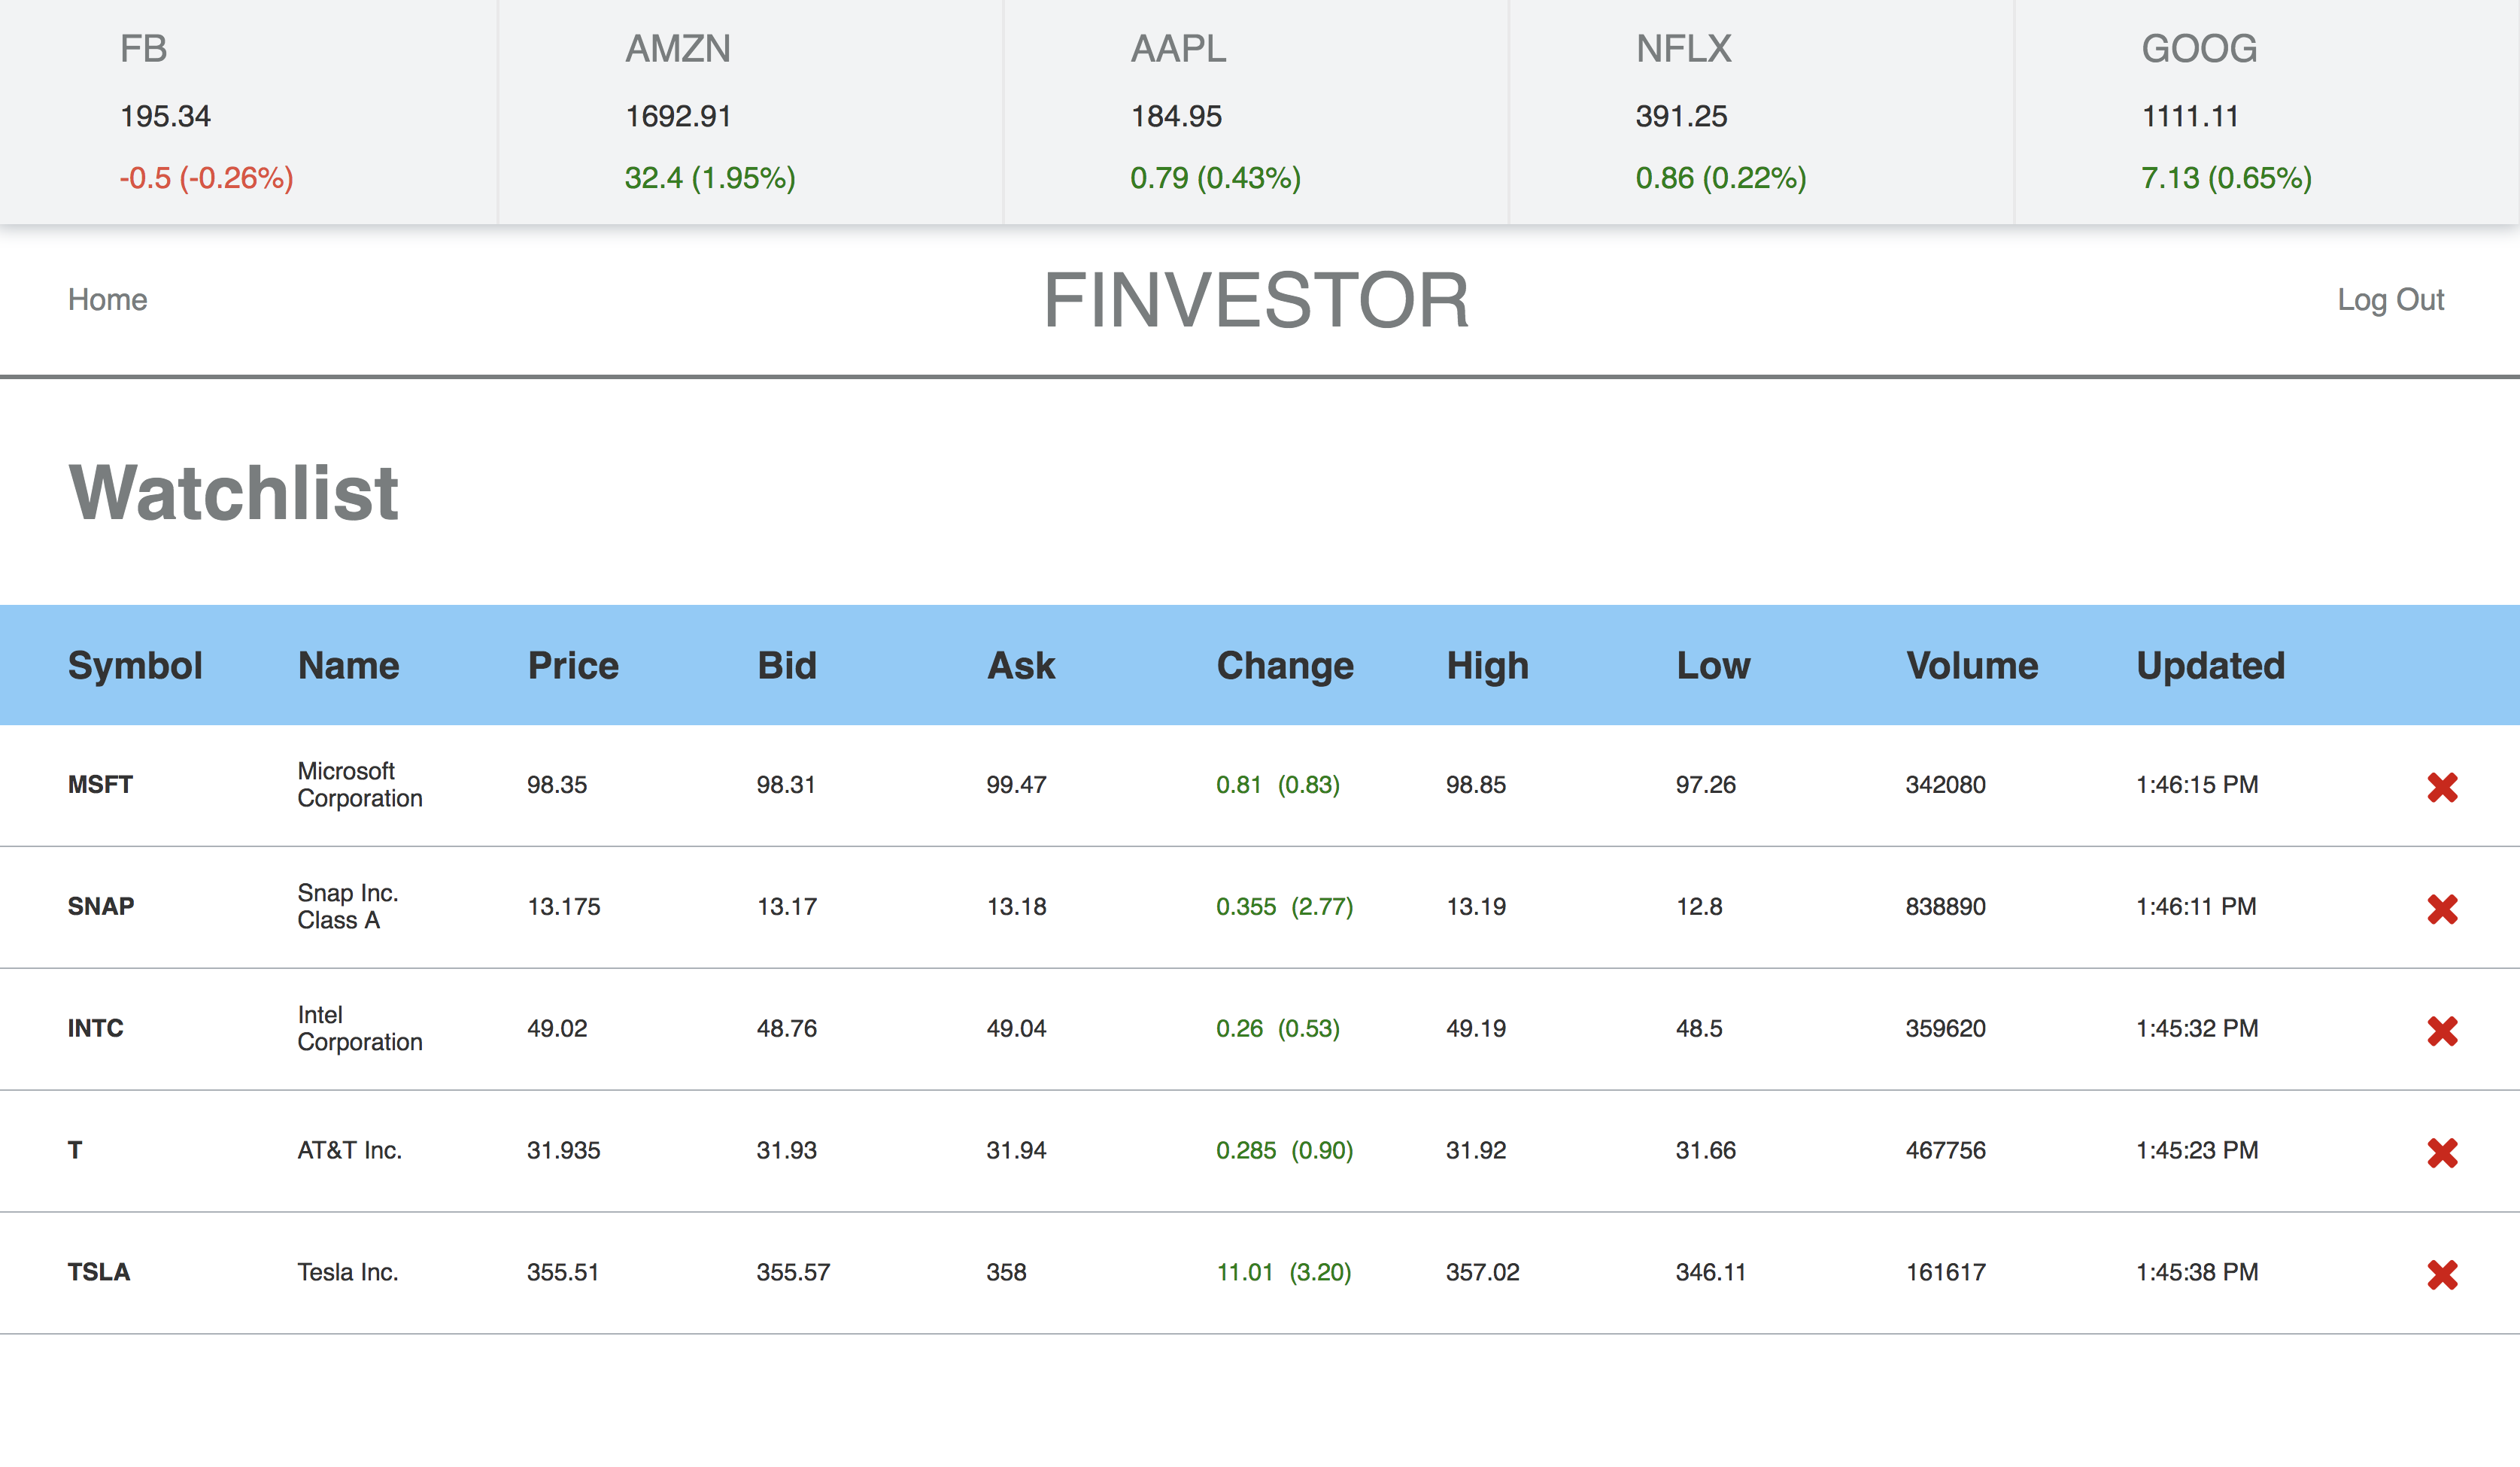 FB AMZN AAPL NFLX GOOG
195.34 1692.91 184.95 391.25 1111.11
-0.5 (-0.26%) 32.4 (1.95%) 0.79 (0.43%) 0.86 (0.22%) 7.13 (0.65%)
Home FINVESTOR Log Out
Watchlist
Symbol Name Price Bid Ask Change High Low Volume Updated
MSFT Microsoft Corporation 98.35 98.31 99.47 0.81 (0.83) 98.85 97.26 342080 1:46:15 PM
SNAP Snap Inc. Class A 13.175 13.17 13.18 0.355 (2.77) 13.19 12.8 838890 1:46:11 PM
INTC Intel Corporation 49.02 48.76 49.04 0.26 (0.53) 49.19 48.5 359620 1:45:32 PM
T AT&T Inc. 31.935 31.93 31.94 0.285 (0.90) 31.92 31.66 467756 1:45:23 PM
TSLA Tesla Inc. 355.51 355.57 358 11.01 (3.20) 357.02 346.11 161617 1:45:38 PM